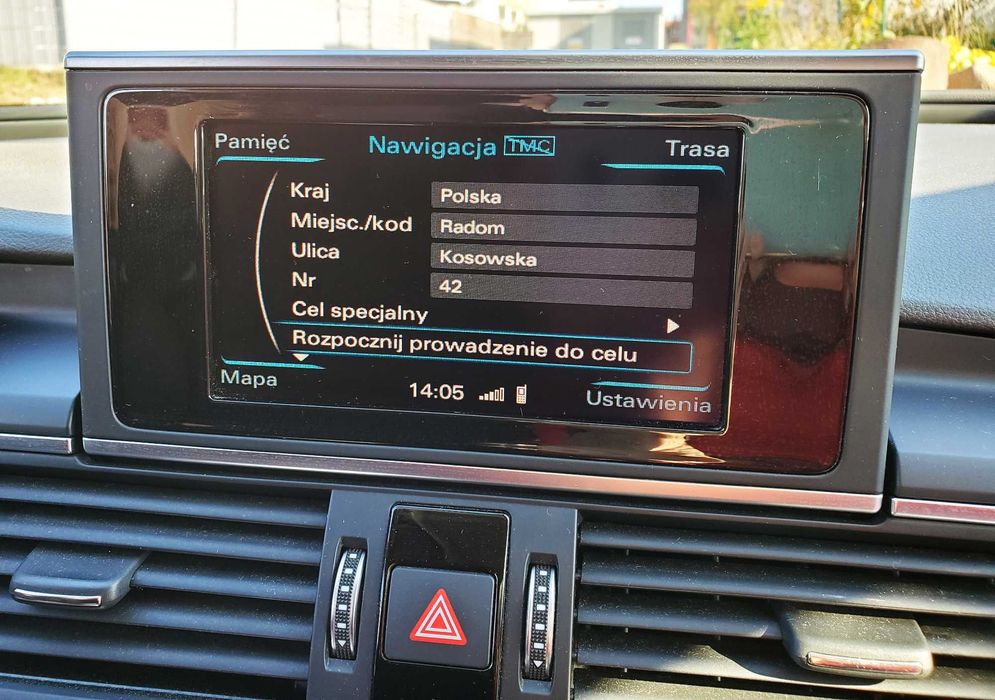 Pamięć Nawigacja TMC Trasa
Kraj Polska
Miejsc./kod Radom
Ulica Kosowska
Nr 42
Cel specjalny
Rozpocznij prowadzenie do celu
Mapa 14:05 Ustawienia